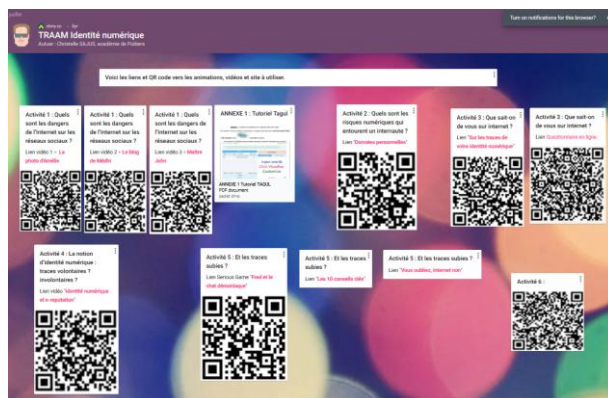 padlet
TRAAM Identité numérique
Auteur : Christelle
académie de Poitiers
Turn on notifications for this browser?
Voici les liens et QR code vers les animations, vidéos et site à utiliser.
Activité 1 : Quels
sont les dangers
de l'internet sur les
réseaux sociaux ?
Lien vidéo 1 - La
photo d'Amélie
Activité 1 : Quels
sont les dangers
de l'internet sur les
réseaux sociaux ?
Lien vidéo 2 - Le blog
de
Activité 1 : Quels
sont les dangers
de l'internet sur les
réseaux sociaux ?
Lien vidéo 3 -
John
ANNEXE 1 : Tutoriel Tagul
ANNEXE 1 Tutoriel TAGUL
PDF document
padlet drive
Activité 2 : Quels sont les
risques numériques qui
entourent un internaute ?
Lien "Données personnelles"
Activité 3 : Que sait-on
de vous sur internet ?
Lien "Sur les traces de
votre identité numérique"
Activité 3 : Que sait-on
de vous sur internet ?
Lien Questionnaire en ligne
Activité 4 : La notion
d'identité numérique :
traces volontaires ?
involontaires ?
Lien vidéo "Identité numérique
et e-reputation"
Activité 5 : Et les traces
subies ?
Lien Serious Game "Fred et le
chat démoniaque"
Activité 5 : Et les traces
subies ?
Lien "Les 10 conseils clés"
Activité 5 : Et les traces subies ?
Lien "Vous oubliez, internet non"
Activité 6 :